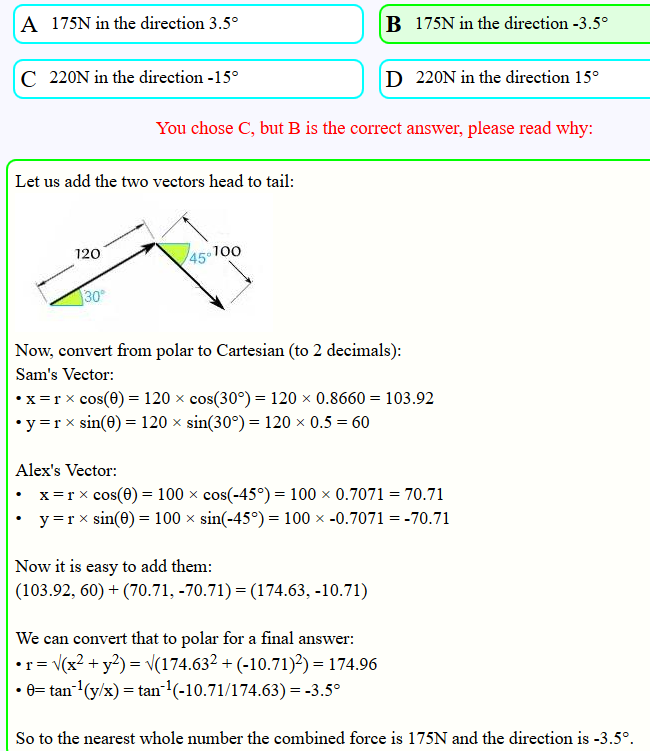 A 175N in the direction 3.5°
B 175N in the direction -3.5°
C 220N in the direction -15°
D 220N in the direction 15°
You chose C, but B is the correct answer, please read why:
Let us add the two vectors head to tail:
120
30°
45°
100
Now, convert from polar to Cartesian (to 2 decimals):
Sam's Vector:
• x = r × cos(θ) = 120 × cos(30°) = 120 × 0.8660 = 103.92
• y = r × sin(θ) = 120 × sin(30°) = 120 × 0.5 = 60
Alex's Vector:
• x = r × cos(θ) = 100 × cos(-45°) = 100 × 0.7071 = 70.71
• y = r × sin(θ) = 100 × sin(-45°) = 100 × -0.7071 = -70.71
Now it is easy to add them:
(103.92, 60) + (70.71, -70.71) = (174.63, -10.71)
We can convert that to polar for a final answer:
• r = √(x² + y²) = √(174.63² + (-10.71)²) = 174.96
• θ= tan⁻¹(y/x) = tan⁻¹(-10.71/174.63) = -3.5°
So to the nearest whole number the combined force is 175N and the direction is -3.5°.